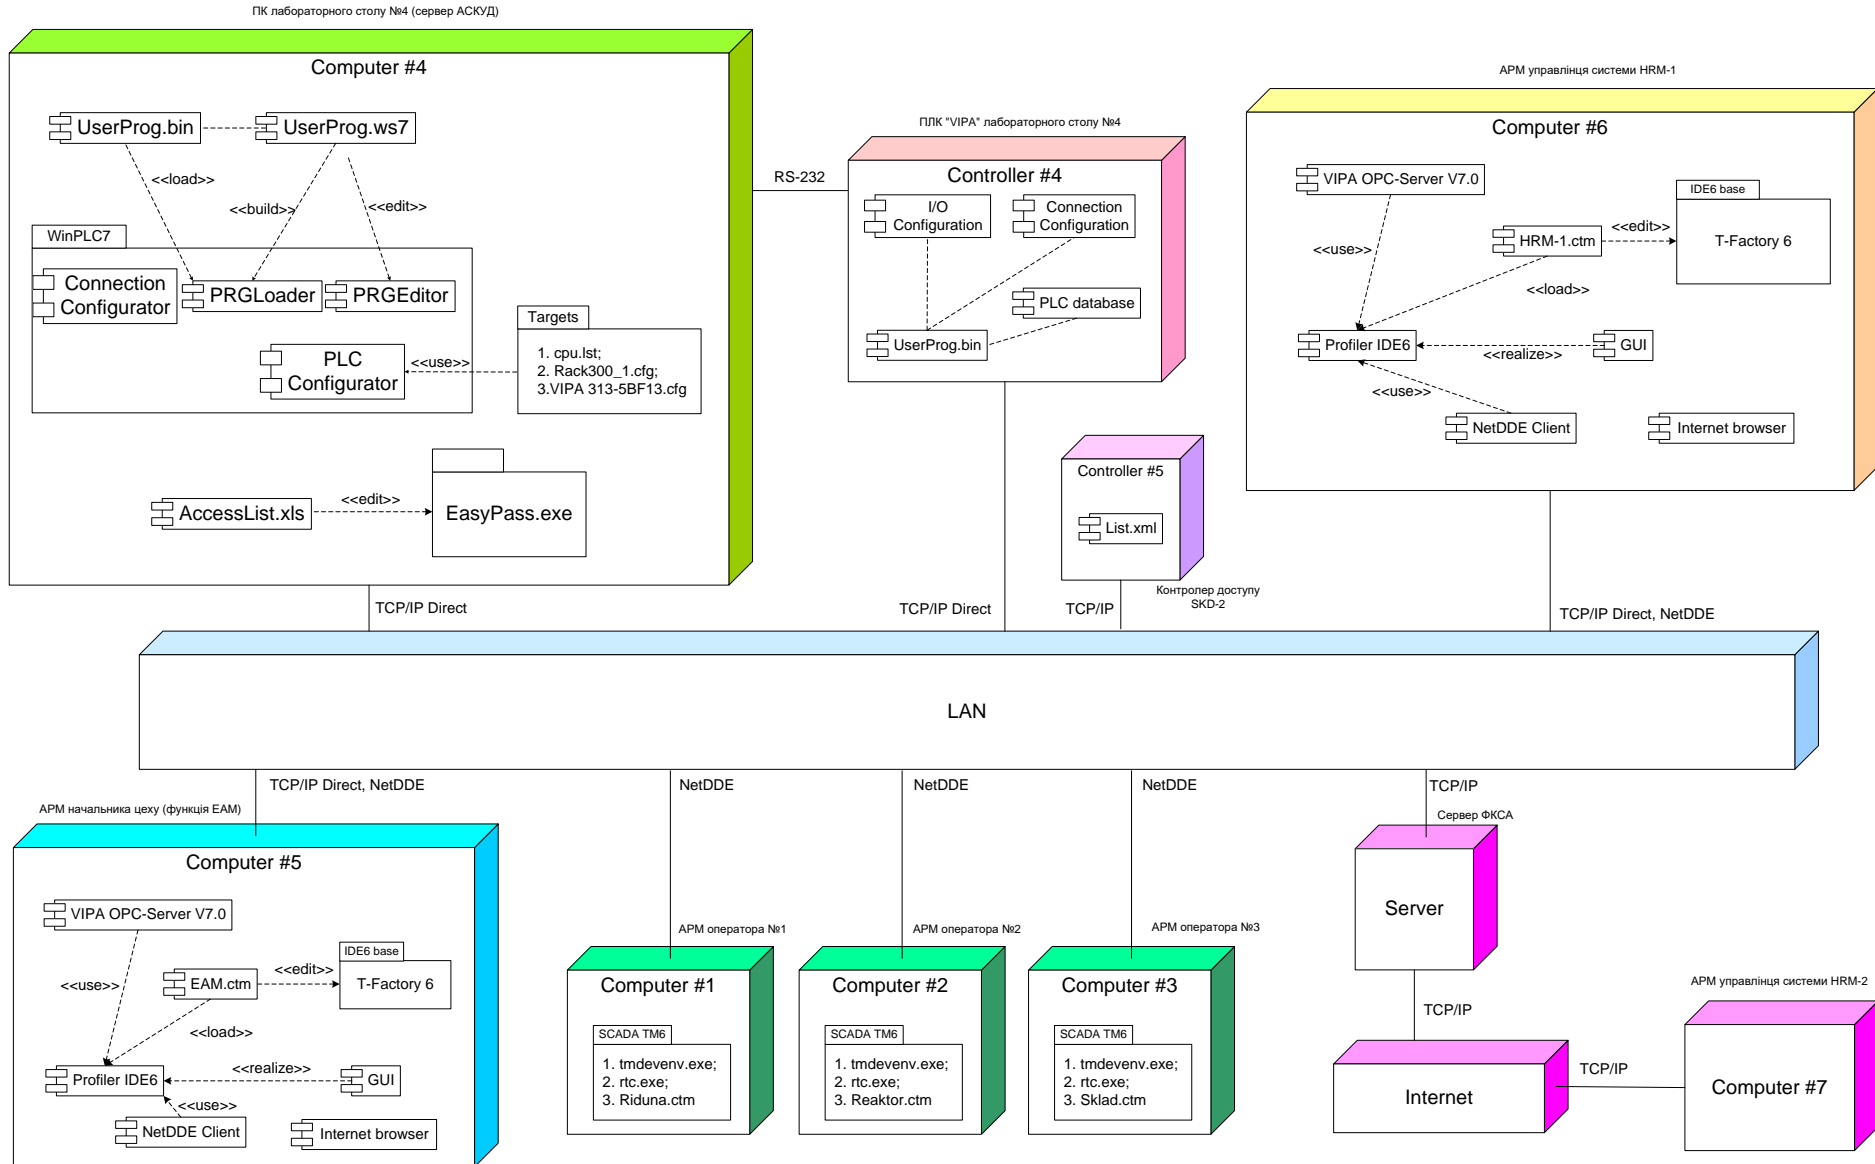 ПК лабораторного столу №4 (сервер АСКУД)
Computer #4
UserProg.bin
UserProg.ws7
<<load>>
<<build>>
<<edit>>
WinPLC7
Connection
Configurator
PRGLoader
PRGEditor
PLC
Configurator
<<use>>
Targets
1. cpu.lst;
2. Rack300_1.cfg;
3.VIPA 313-5BF13.cfg
AccessList.xls
<<edit>>
EasyPass.exe
RS-232
ПЛК "VIPA" лабораторного столу №4
Controller #4
I/O
Configuration
Connection
Configuration
PLC database
UserProg.bin
Controller #5
List.xml
Контролер доступу
SKD-2
АРМ управлінця системи HRM-1
Computer #6
VIPA OPC-Server V7.0
IDE6 base
T-Factory 6
HRM-1.ctm
<<edit>>
<<use>>
<<load>>
Profiler IDE6
<<realize>>
GUI
<<use>>
NetDDE Client
Internet browser
TCP/IP Direct
TCP/IP Direct
TCP/IP
TCP/IP Direct, NetDDE
LAN
TCP/IP Direct, NetDDE
NetDDE
NetDDE
NetDDE
TCP/IP
АРМ начальника цеху (функція EAM)
Computer #5
VIPA OPC-Server V7.0
IDE6 base
T-Factory 6
EAM.ctm
<<edit>>
<<use>>
<<load>>
Profiler IDE6
<<realize>>
GUI
<<use>>
NetDDE Client
Internet browser
АРМ оператора №1
Computer #1
SCADA TM6
1. tmdevenv.exe;
2. rtc.exe;
3. Riduna.ctm
АРМ оператора №2
Computer #2
SCADA TM6
1. tmdevenv.exe;
2. rtc.exe;
3. Reaktor.ctm
АРМ оператора №3
Computer #3
SCADA TM6
1. tmdevenv.exe;
2. rtc.exe;
3. Sklad.ctm
Сервер ФКСА
Server
TCP/IP
Internet
TCP/IP
АРМ управлінця системи HRM-2
Computer #7